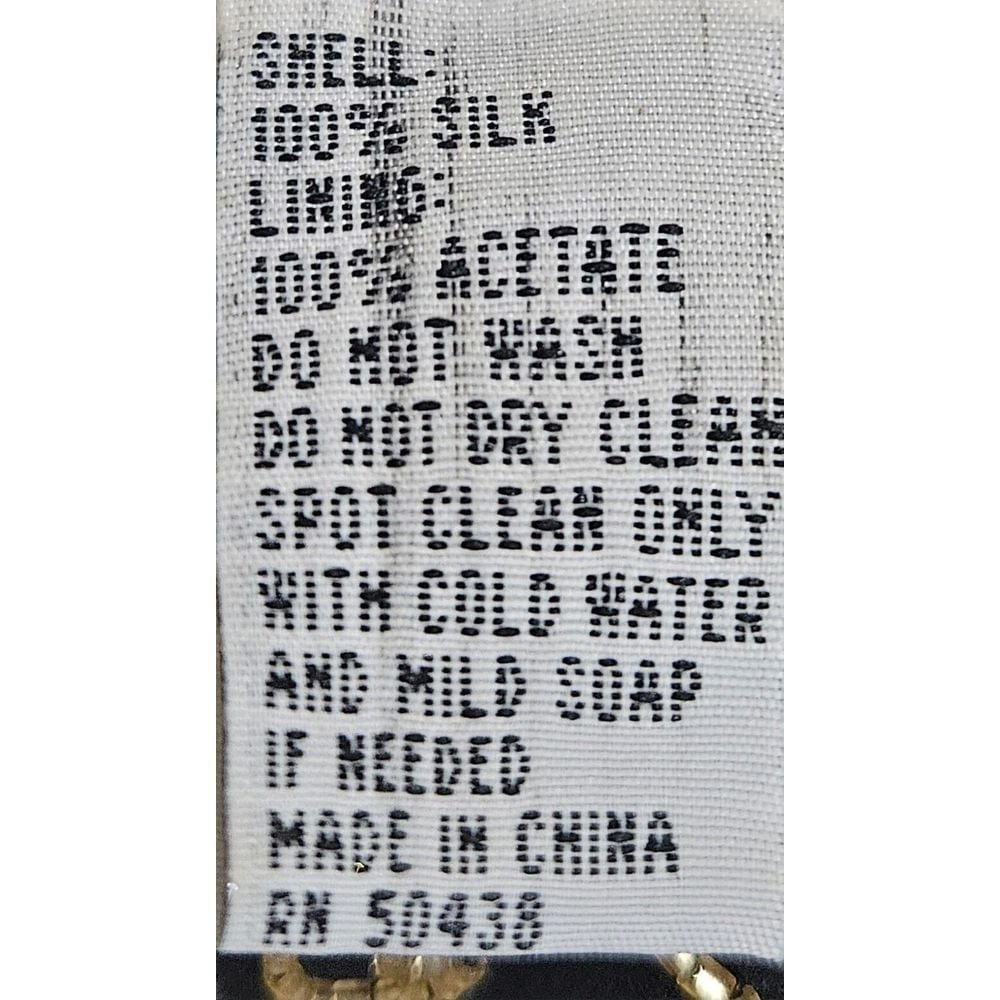 SHELL:
100% SILK
LINING:
100% ACETATE
DO NOT WASH
DO NOT DRY CLEAN
SPOT CLEAN ONLY
WITH COLD WATER
AND MILD SOAP
IF NEEDED
MADE IN CHINA
RN 50438